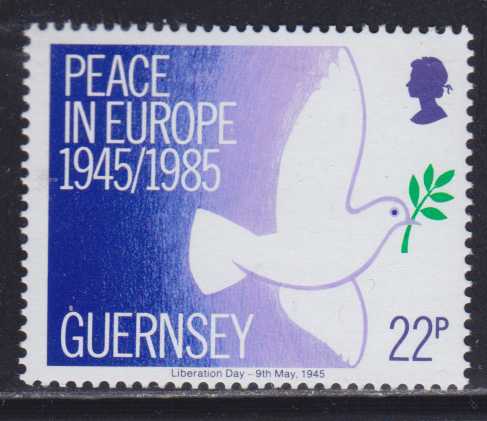 PEACE
IN EUROPE
1945/1985
GUERNSEY
22P
Liberation Day - 9th May, 1945